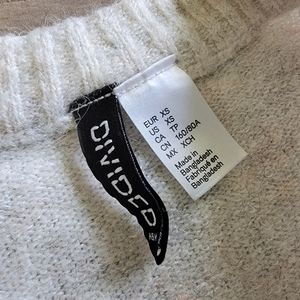 DIVIDED
EUR XS
US XS
CA TP
CN 160/80A
MX XCH
Made in
Bangladesh
Fabriqué en
Bangladesh